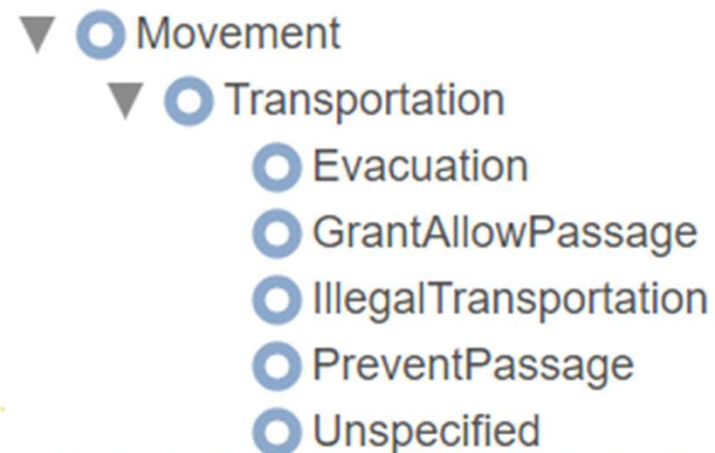 Movement
Transportation
Evacuation
GrantAllowPassage
IllegalTransportation
PreventPassage
Unspecified